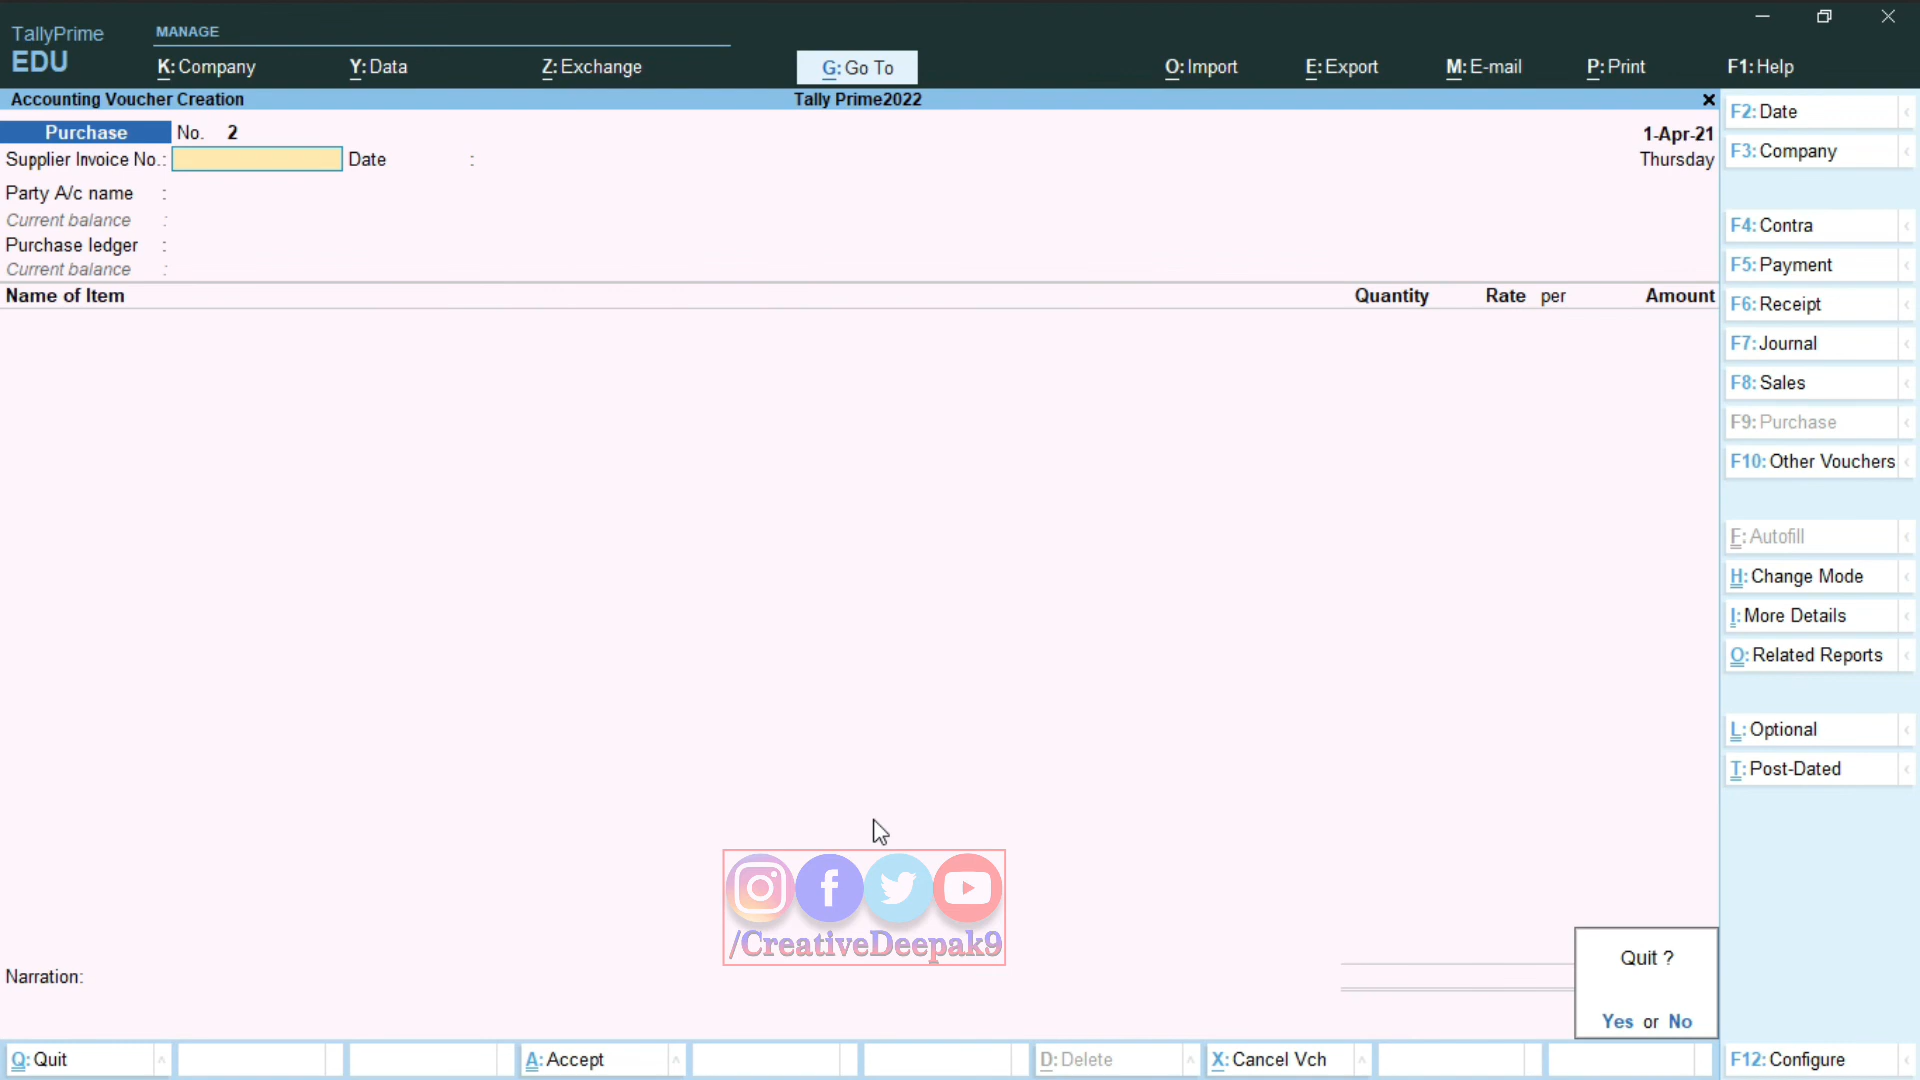 TallyPrime
EDU
MANAGE
K: Company
Y: Data
Z: Exchange
G: Go To
O: Import
E: Export
M: E-mail
P: Print
F1: Help
Accounting Voucher Creation
Tally Prime2022
Purchase No. 2
1-Apr-21
Supplier Invoice No.: Date :
Thursday
Party A/c name :
Current balance :
Purchase ledger :
Current balance :
Name of Item Quantity Rate per Amount
F2: Date
F3: Company
F4: Contra
F5: Payment
F6: Receipt
F7: Journal
F8: Sales
F9: Purchase
F10: Other Vouchers
F: Autofill
H: Change Mode
I: More Details
O: Related Reports
L: Optional
T: Post-Dated
/CreativeDeepak9
Narration:
Quit ?
Yes or No
Q: Quit
A: Accept
D: Delete
X: Cancel Vch
F12: Configure